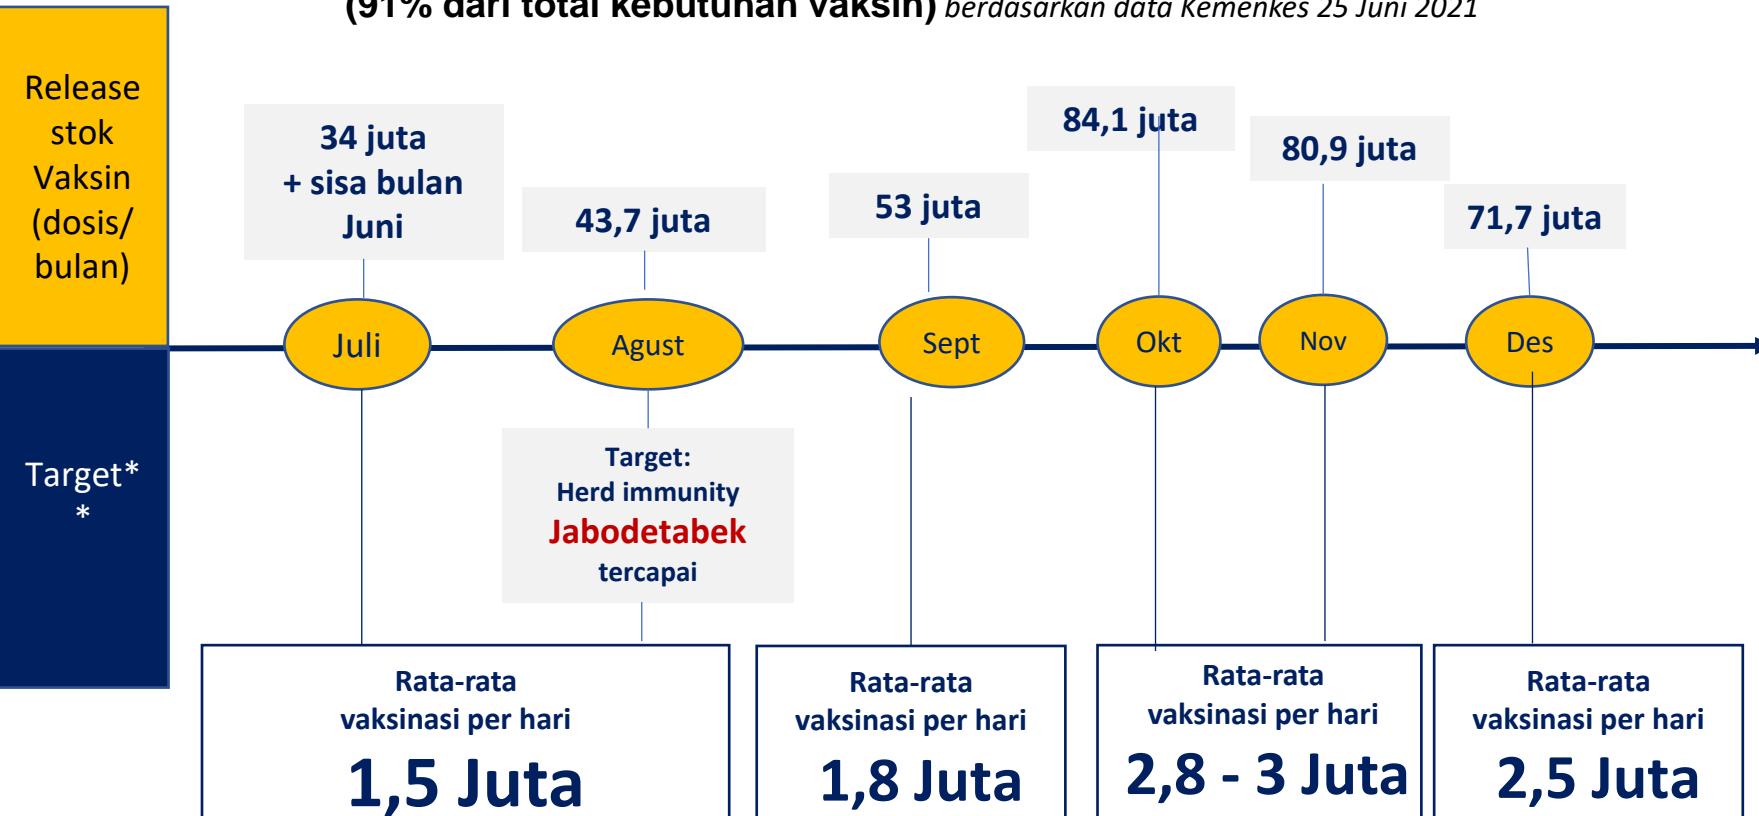 (91% dari total kebutuhan vaksin) berdasarkan data Kemenkes 25 Juni 2021
Release
stok
Vaksin
(dosis/
bulan)
34 juta
+ sisa bulan
Juni
43,7 juta
53 juta
84,1 juta
80,9 juta
71,7 juta
Juli
Agust
Sept
Okt
Nov
Des
Target*
*
Target:
Herd immunity
Jabodetabek
tercapai
Rata-rata
vaksinasi per hari
1,5 Juta
Rata-rata
vaksinasi per hari
1,8 Juta
Rata-rata
vaksinasi per hari
2,8 - 3 Juta
Rata-rata
vaksinasi per hari
2,5 Juta